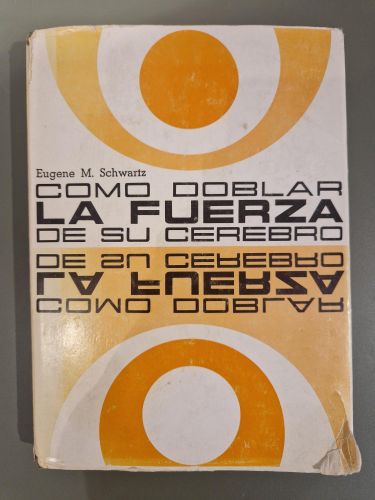 Eugene M. Schwartz
COMO DOBLAR
LA FUERZA
DE SU CEREBRO
DE SU CEREBRO
LA FUERZA
COMO DOBLAR